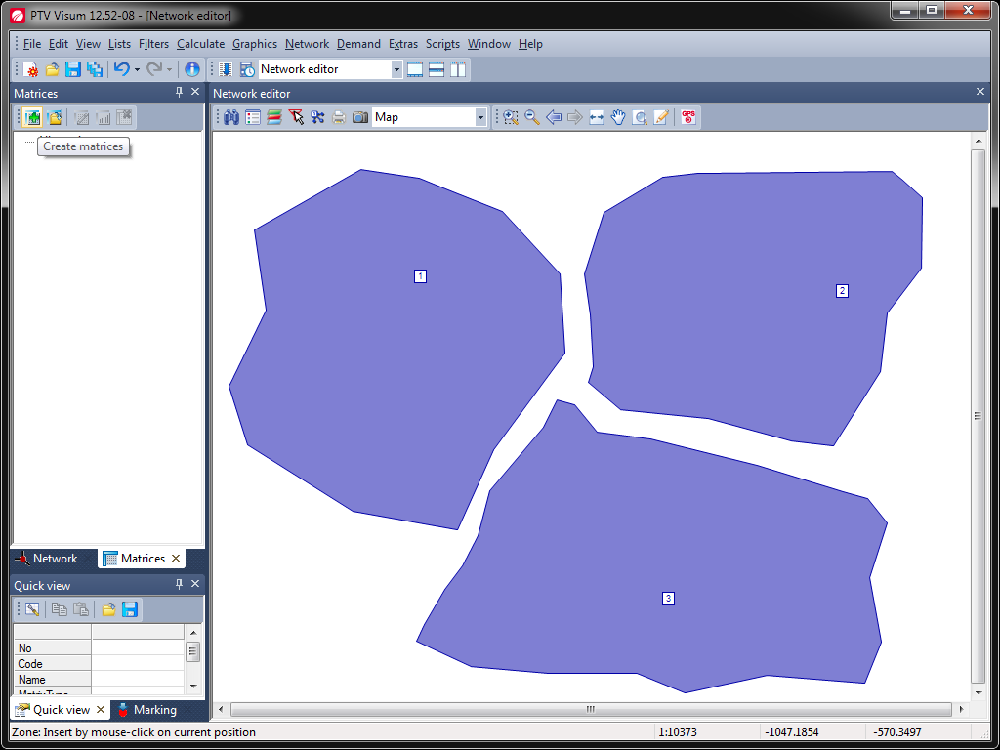 PTV Visum 12.52-08 - [Network editor]
File Edit View Lists Filters Calculate Graphics Network Demand Extras Scripts Window Help
Network editor
Matrices
Network editor
Map
GPS
Create matrices
1
2
3
Network
Matrices
Quick view
No
Code
Name
Quick view
Marking
Zone: Insert by mouse-click on current position
1:10373
-1047.1854
-570.3497